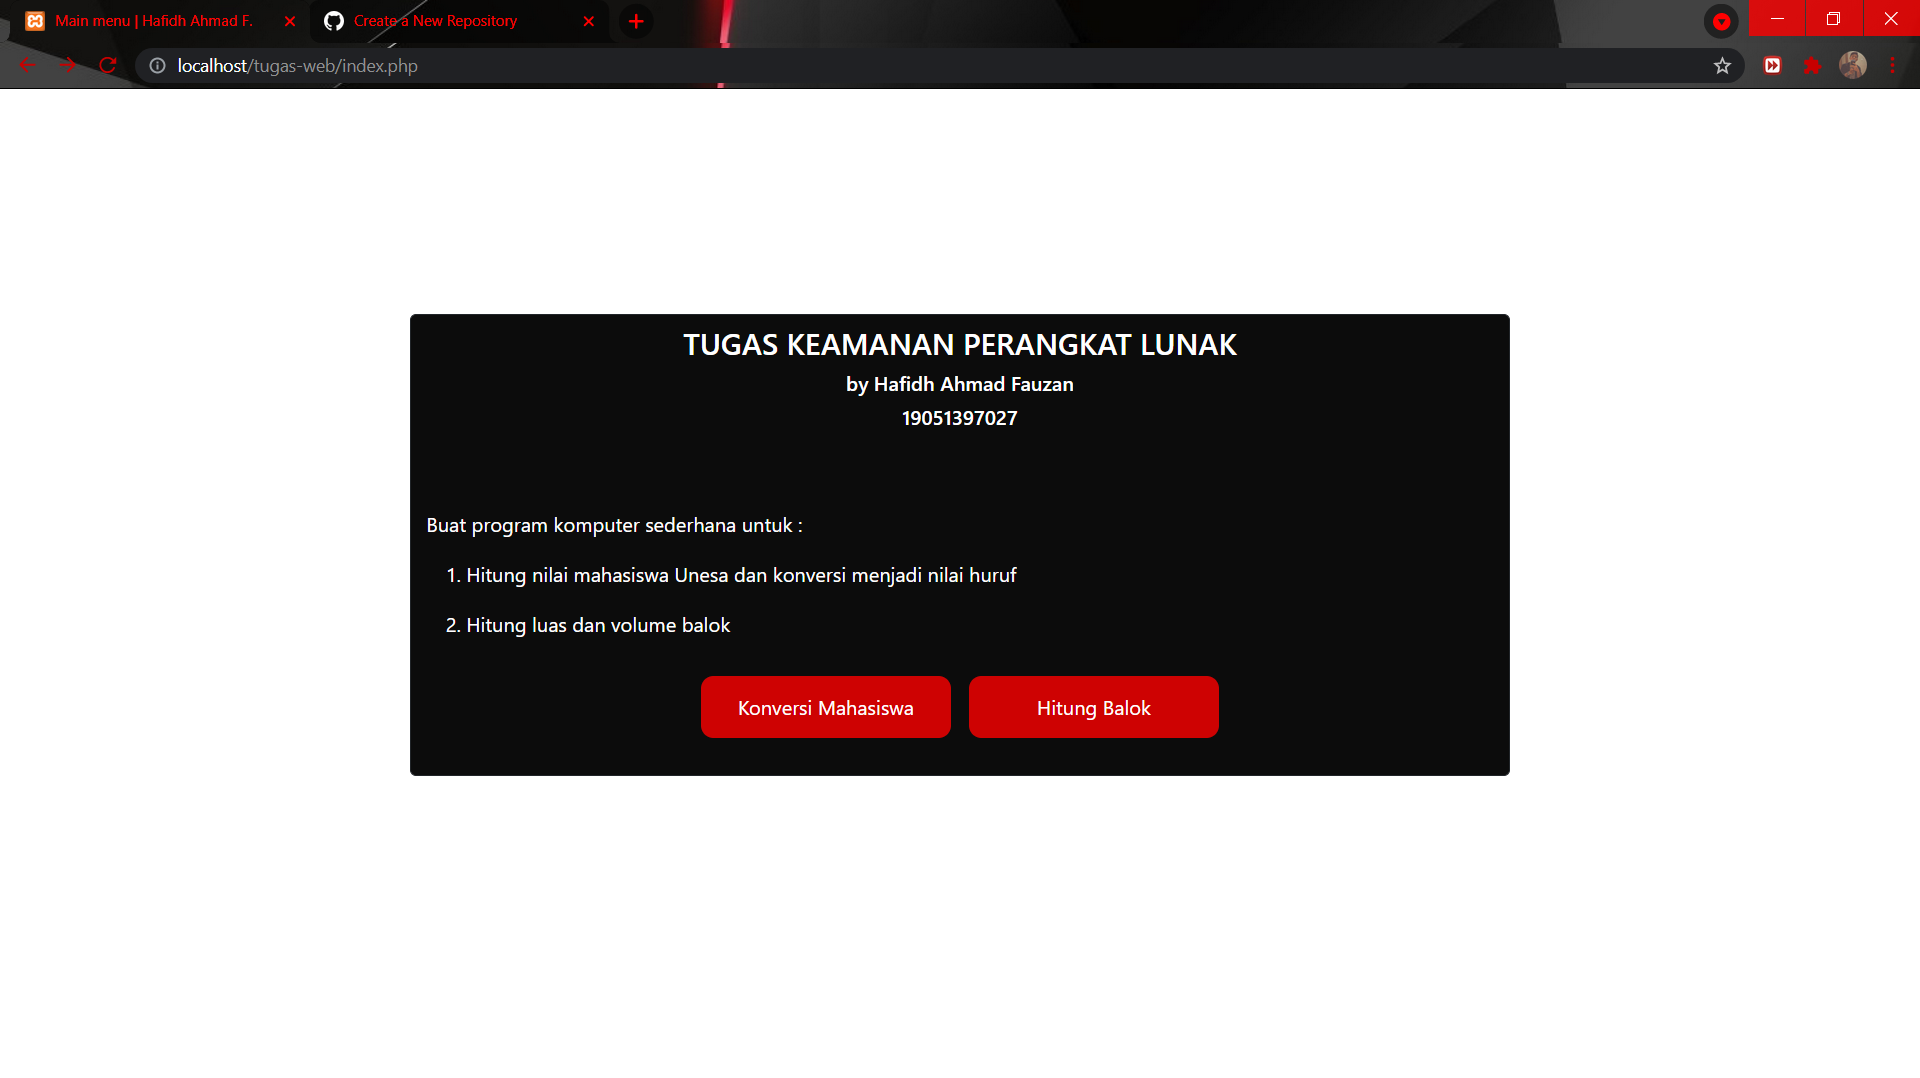 Main menu | Hafidh Ahmad F.
Create a New Repository
localhost/tugas-web/index.php
TUGAS KEAMANAN PERANGKAT LUNAK
by Hafidh Ahmad Fauzan
19051397027
Buat program komputer sederhana untuk :
1. Hitung nilai mahasiswa Unesa dan konversi menjadi nilai huruf
2. Hitung luas dan volume balok
Konversi Mahasiswa
Hitung Balok